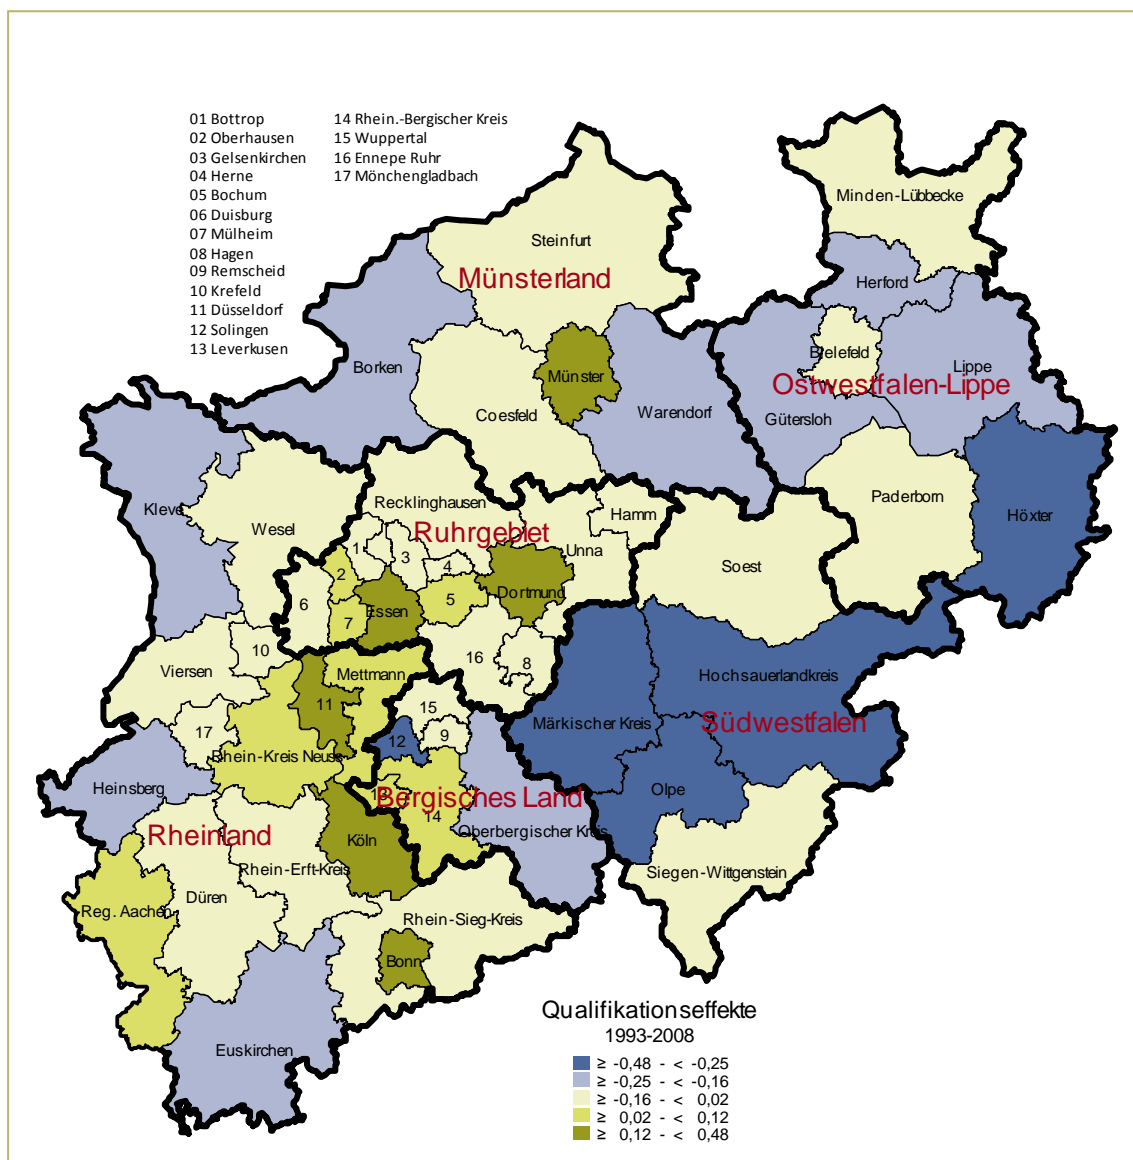 01 Bottrop
02 Oberhausen
03 Gelsenkirchen
04 Herne
05 Bochum
06 Duisburg
07 Mülheim
08 Hagen
09 Remscheid
10 Krefeld
11 Düsseldorf
12 Solingen
13 Leverkusen
14 Rhein.-Bergischer Kreis
15 Wuppertal
16 Ennepe Ruhr
17 Mönchengladbach
Minden-Lübbecke
Steinfurt
Münsterland
Herford
Bielefeld
Lippe
Borken
Münster
Ostwestfalen-Lippe
Coesfeld
Warendorf
Gütersloh
Recklinghausen
Kleve
Wesel
Hamm
Paderborn
Höxter
Ruhrgebiet
1
3
Unna
2
4
Soest
Dortmund
6
Essen
5
7
10
16
8
Viersen
Mettmann
Hochsauerlandkreis
11
15
Märkischer Kreis
Südwestfalen
17
12
9
Rhein-Kreis Neuss
Heinsberg
13
Bergisches Land
Olpe
14
Rheinland
Köln
Oberbergischer Kreis
Rhein-Erft-Kreis
Siegen-Wittgenstein
Düren
Reg. Aachen
Rhein-Sieg-Kreis
Bonn
Euskirchen
Qualifikationseffekte
1993-2008
≥ -0,48 - < -0,25
≥ -0,25 - < -0,16
≥ -0,16 - < 0,02
≥ 0,02 - < 0,12
≥ 0,12 - < 0,48